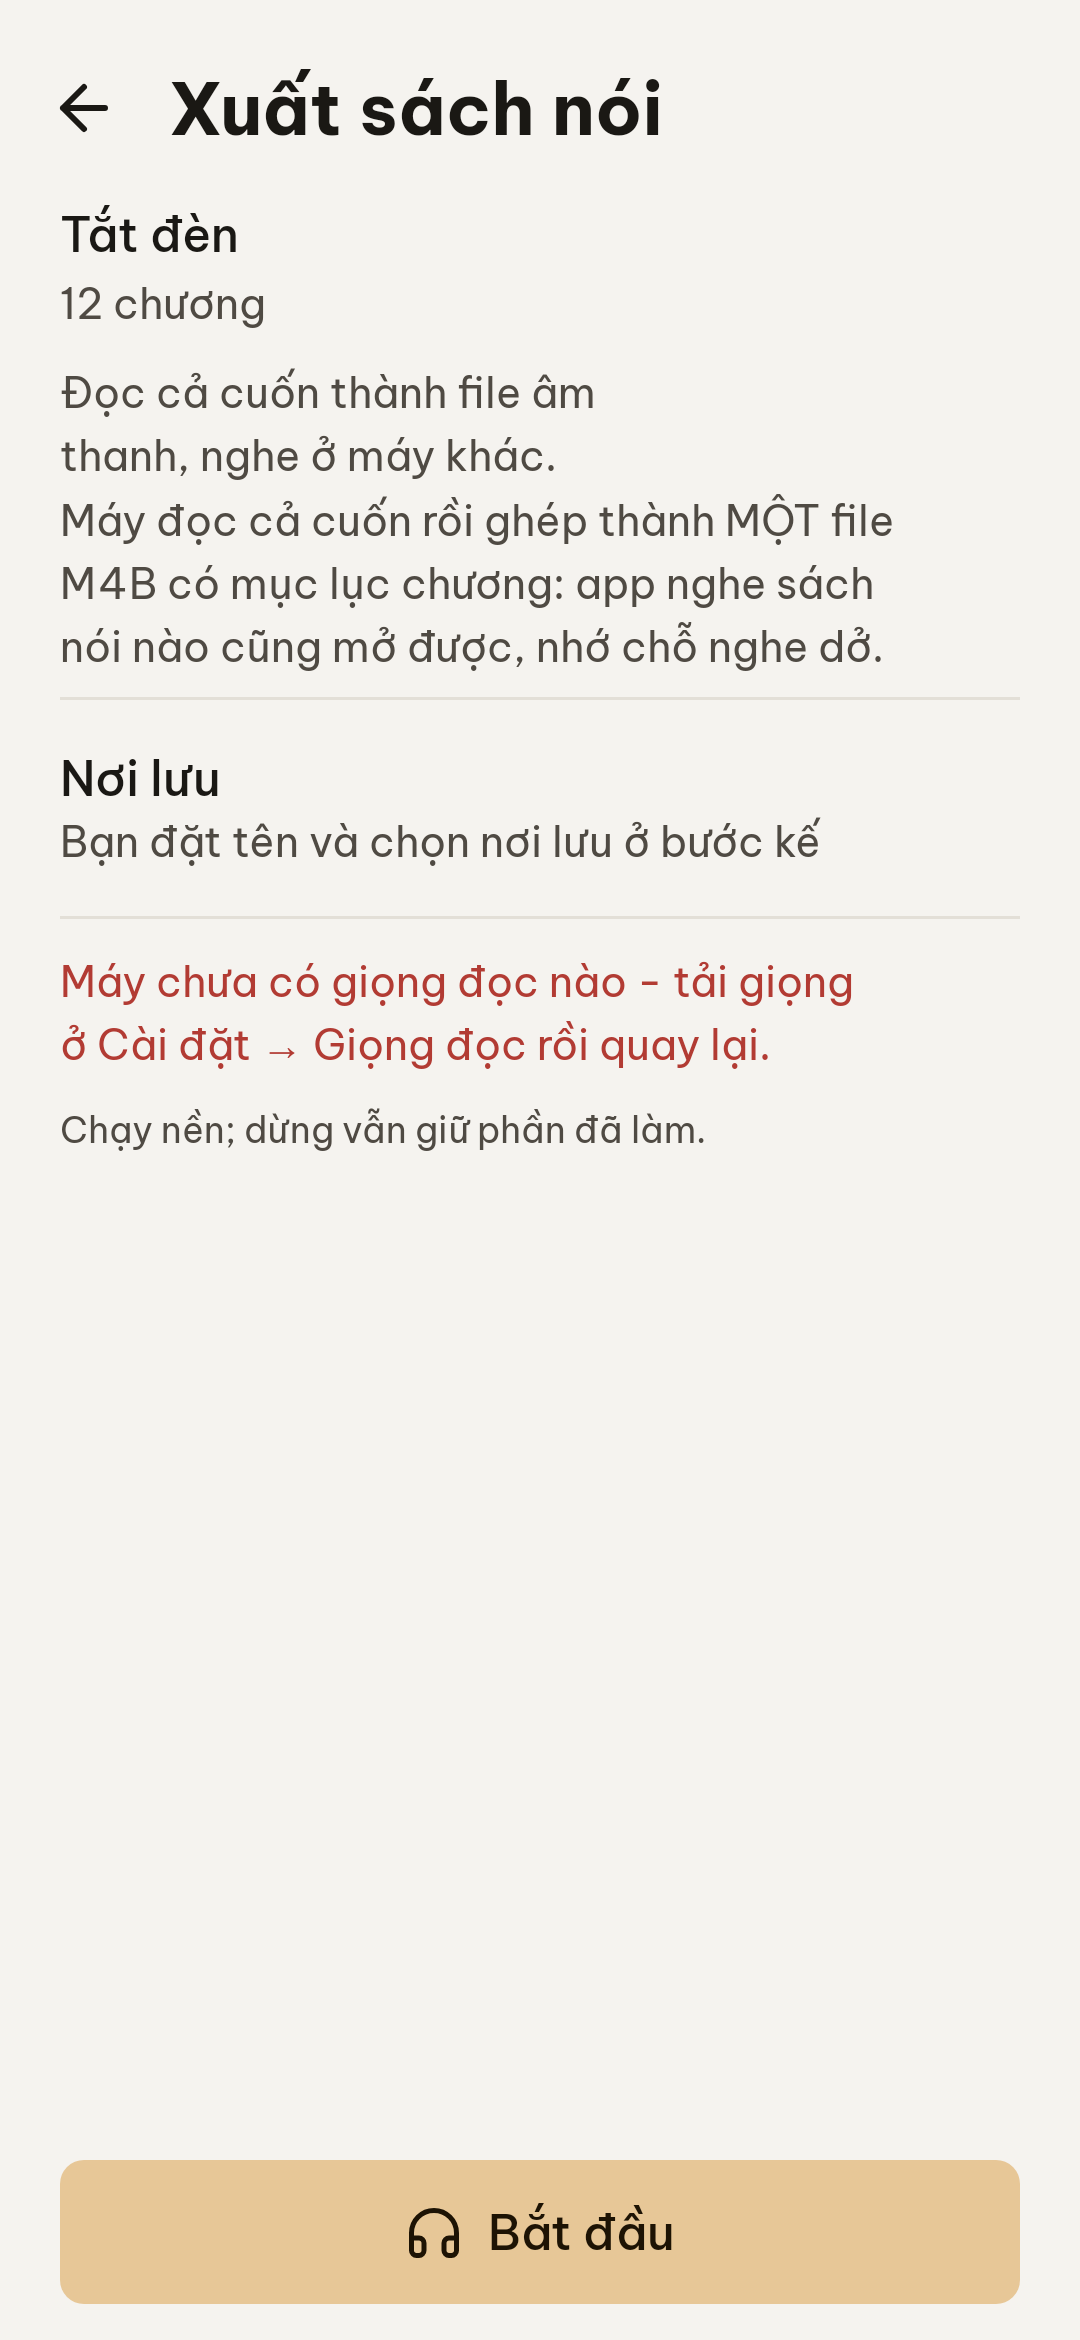 Xuất sách nói
Tắt đèn
12 chương
Đọc cả cuốn thành file âm
thanh, nghe ở máy khác.
Máy đọc cả cuốn rồi ghép thành MỘT file
M4B có mục lục chương: app nghe sách
nói nào cũng mở được, nhớ chỗ nghe dở.
Nơi lưu
Bạn đặt tên và chọn nơi lưu ở bước kế
Máy chưa có giọng đọc nào - tải giọng
ở Cài đặt → Giọng đọc rồi quay lại.
Chạy nền; dừng vẫn giữ phần đã làm.
Bắt đầu